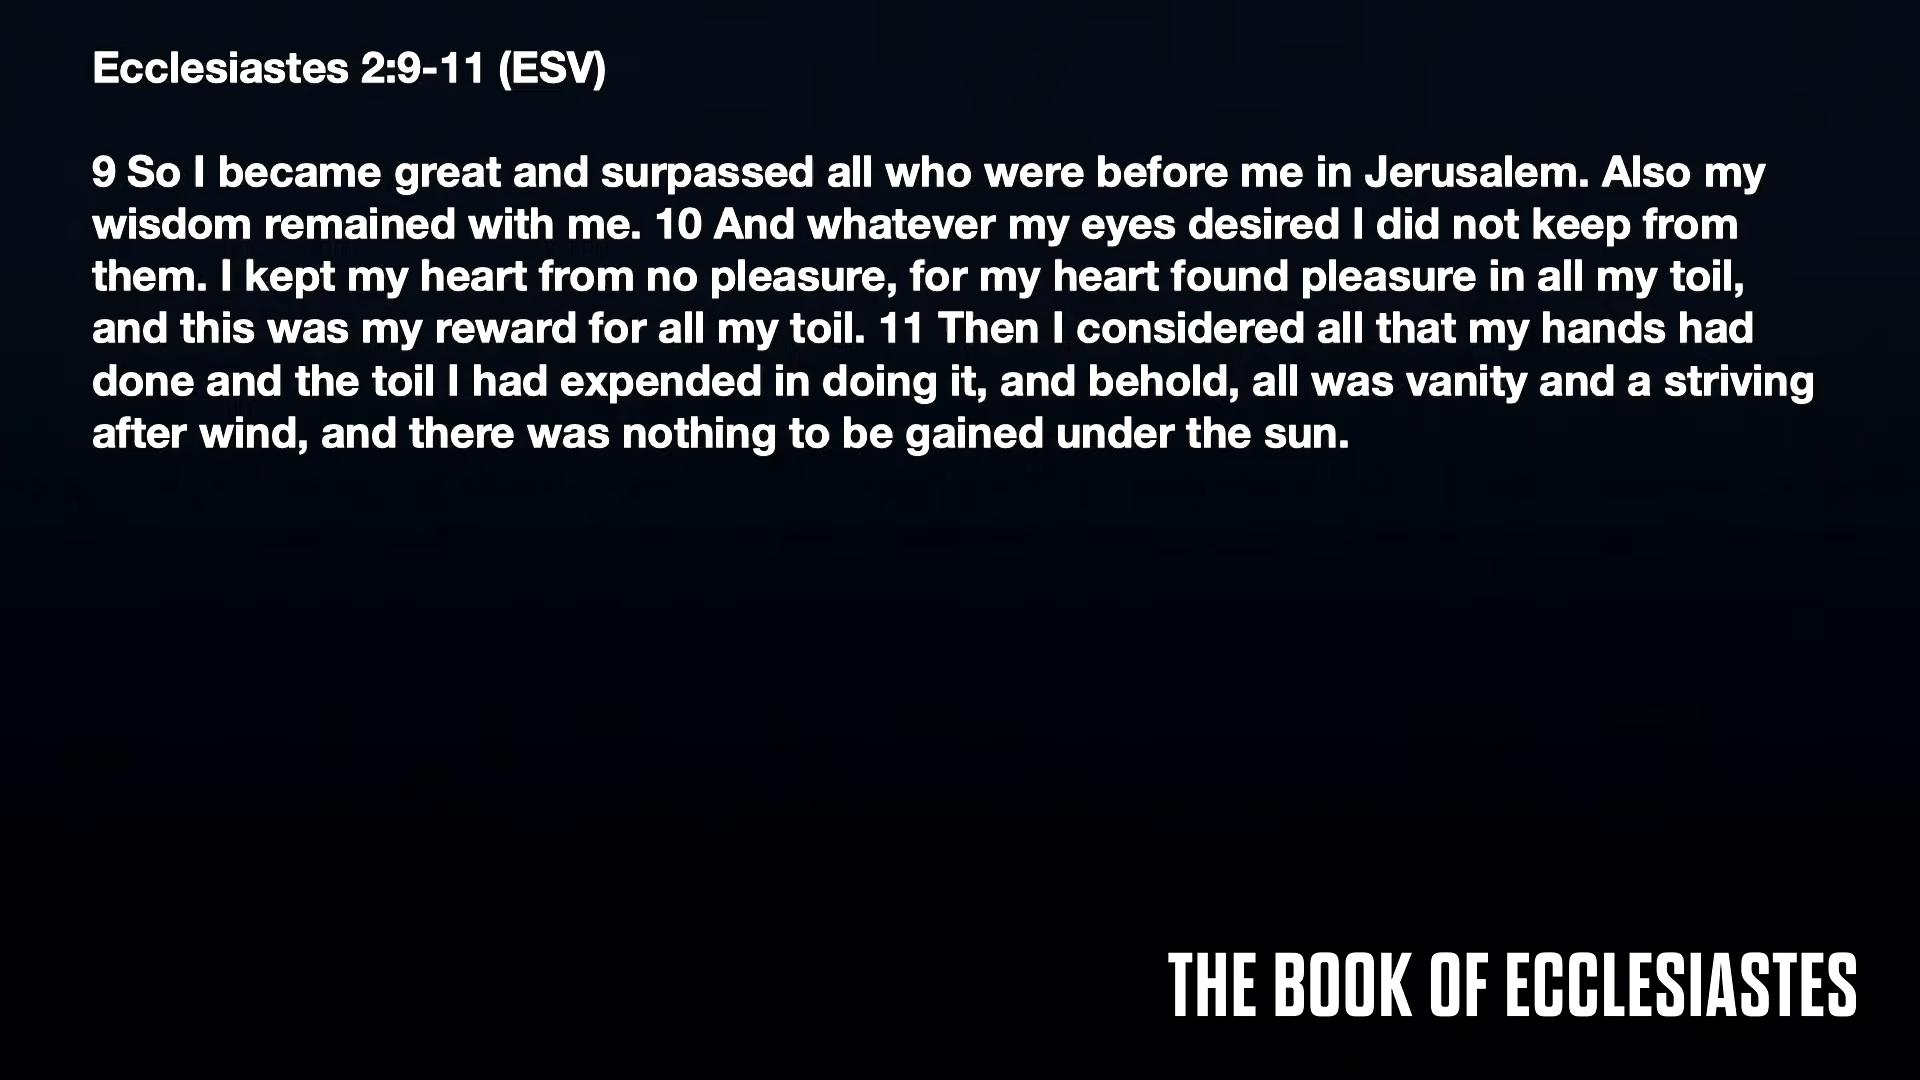 Ecclesiastes 2:9-11 (ESV)
9 So I became great and surpassed all who were before me in Jerusalem. Also my
wisdom remained with me. 10 And whatever my eyes desired I did not keep from
them. I kept my heart from no pleasure, for my heart found pleasure in all my toil,
and this was my reward for all my toil. 11 Then I considered all that my hands had
done and the toil I had expended in doing it, and behold, all was vanity and a striving
after wind, and there was nothing to be gained under the sun.
THE BOOK OF ECCLESIASTES